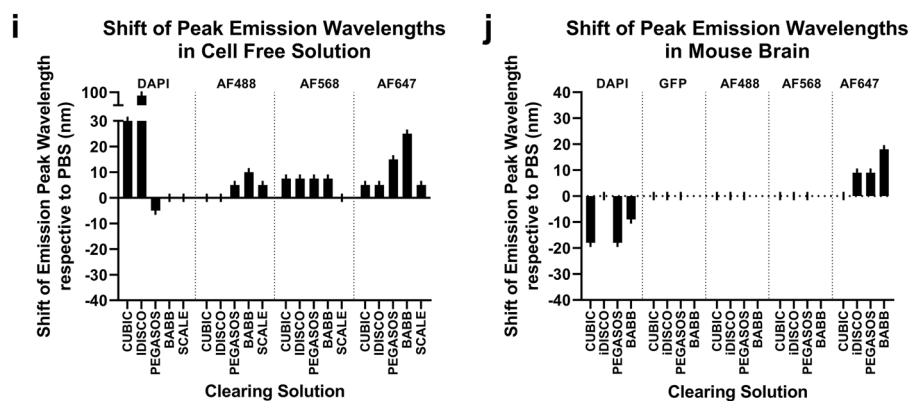 i
Shift of Peak Emission Wavelengths
in Cell Free Solution
Shift of Emission Peak Wavelength
respective to PBS (nm)
DAPI AF488 AF568 AF647
100
30
20
10
0
-10
-20
-30
-40
CUBIC
IDISCO
PEGASOS
BABB
SCALE
CUBIC
IDISCO
PEGASOS
BABB
SCALE
CUBIC
IDISCO
PEGASOS
BABB
SCALE
CUBIC
IDISCO
PEGASOS
BABB
SCALE
Clearing Solution
j
Shift of Peak Emission Wavelengths
in Mouse Brain
Shift of Emission Peak Wavelength
respective to PBS (nm)
DAPI GFP AF488 AF568 AF647
40
30
20
10
0
-10
-20
-30
-40
CUBIC
iDISCO
PEGASOS
BABB
CUBIC
iDISCO
PEGASOS
BABB
CUBIC
iDISCO
PEGASOS
BABB
CUBIC
iDISCO
PEGASOS
BABB
CUBIC
iDISCO
PEGASOS
BABB
Clearing Solution